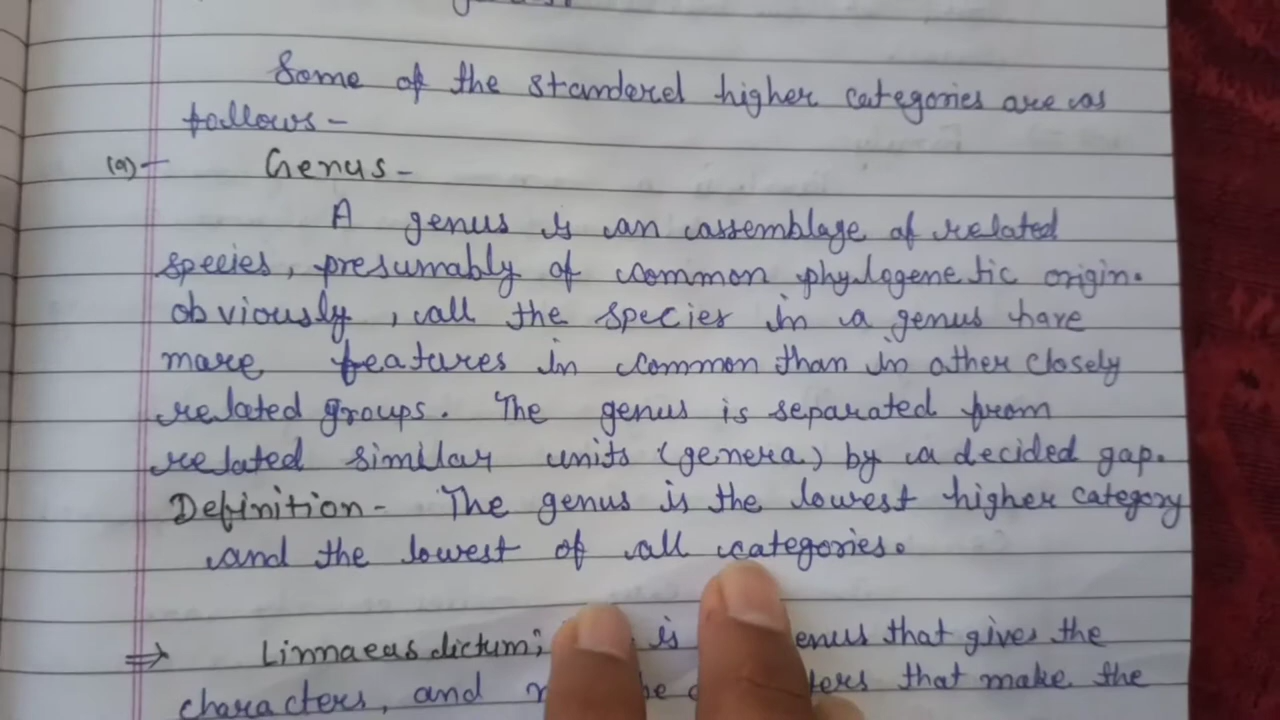 Some of the standered higher categories are as
follows-
(a)- Genus-
A genus is an assemblage of related
species, presumably of common phylogenetic origin.
obviously, all the species in a genus have
more features in common than in other closely
related groups. The genus is separated from
related similar units (genera) by a decided gap.
Definition- The genus is the lowest higher category
and the lowest of all categories.
⇒ Linnaeus dictum; is enus that gives the
characters, and that make the